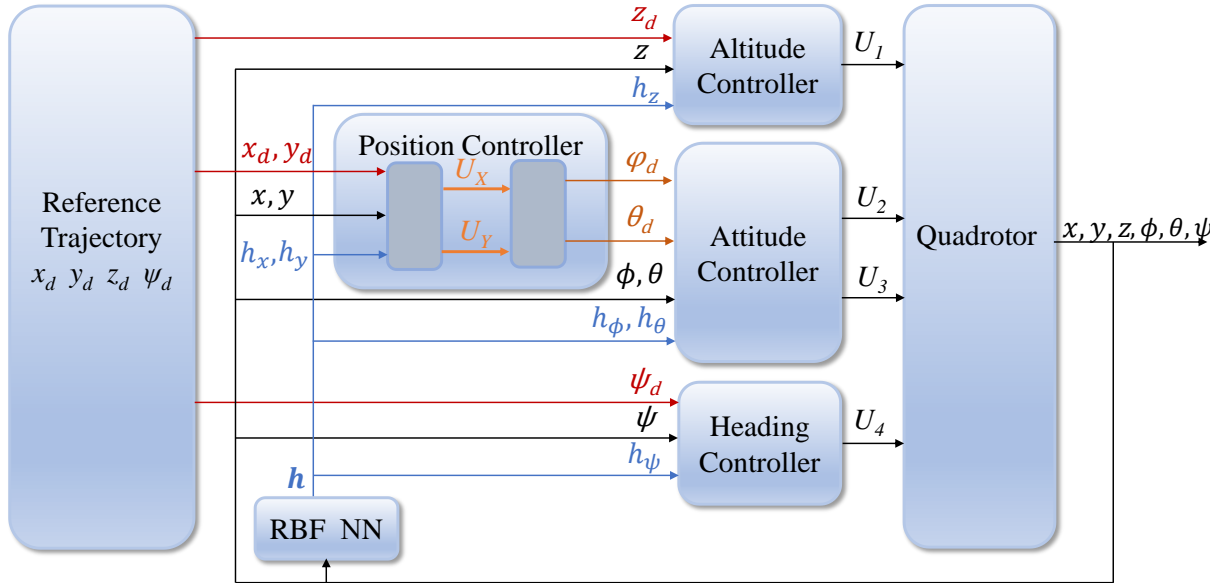 Reference
Trajectory
x_d y_d z_d ψ_d
z_d
z
h_z
Altitude
Controller
U_1
x_d, y_d
x, y
h_x, h_y
Position Controller
U_X
U_Y
φ_d
θ_d
ϕ, θ
h_ϕ, h_θ
Attitude
Controller
U_2
U_3
ψ_d
ψ
h_ψ
Heading
Controller
U_4
Quadrotor
x, y, z, ϕ, θ, ψ
h
RBF NN